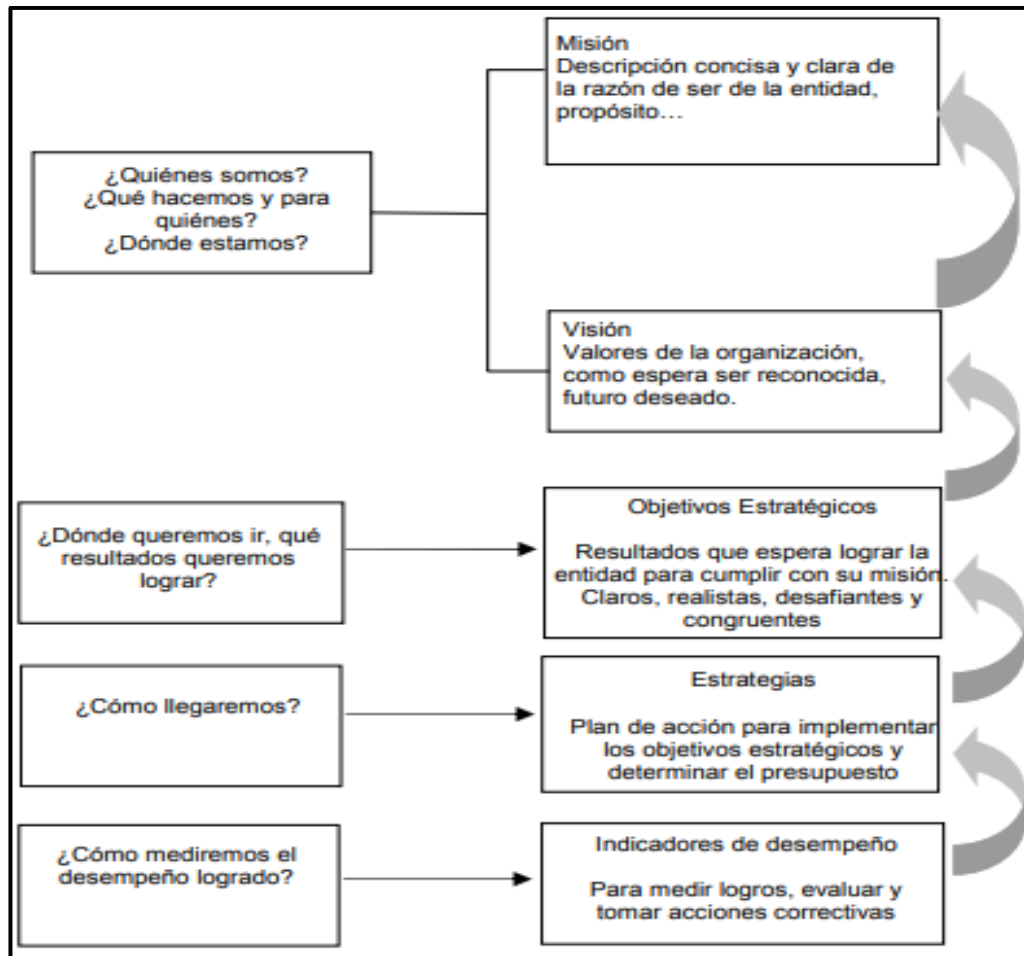 ¿Quiénes somos?
¿Qué hacemos y para
quiénes?
¿Dónde estamos?
Misión
Descripción concisa y clara de
la razón de ser de la entidad,
propósito…
Visión
Valores de la organización,
como espera ser reconocida,
futuro deseado.
¿Dónde queremos ir, qué
resultados queremos
lograr?
Objetivos Estratégicos
Resultados que espera lograr la
entidad para cumplir con su misión.
Claros, realistas, desafiantes y
congruentes
¿Cómo llegaremos?
Estrategias
Plan de acción para implementar
los objetivos estratégicos y
determinar el presupuesto
¿Cómo mediremos el
desempeño logrado?
Indicadores de desempeño
Para medir logros, evaluar y
tomar acciones correctivas